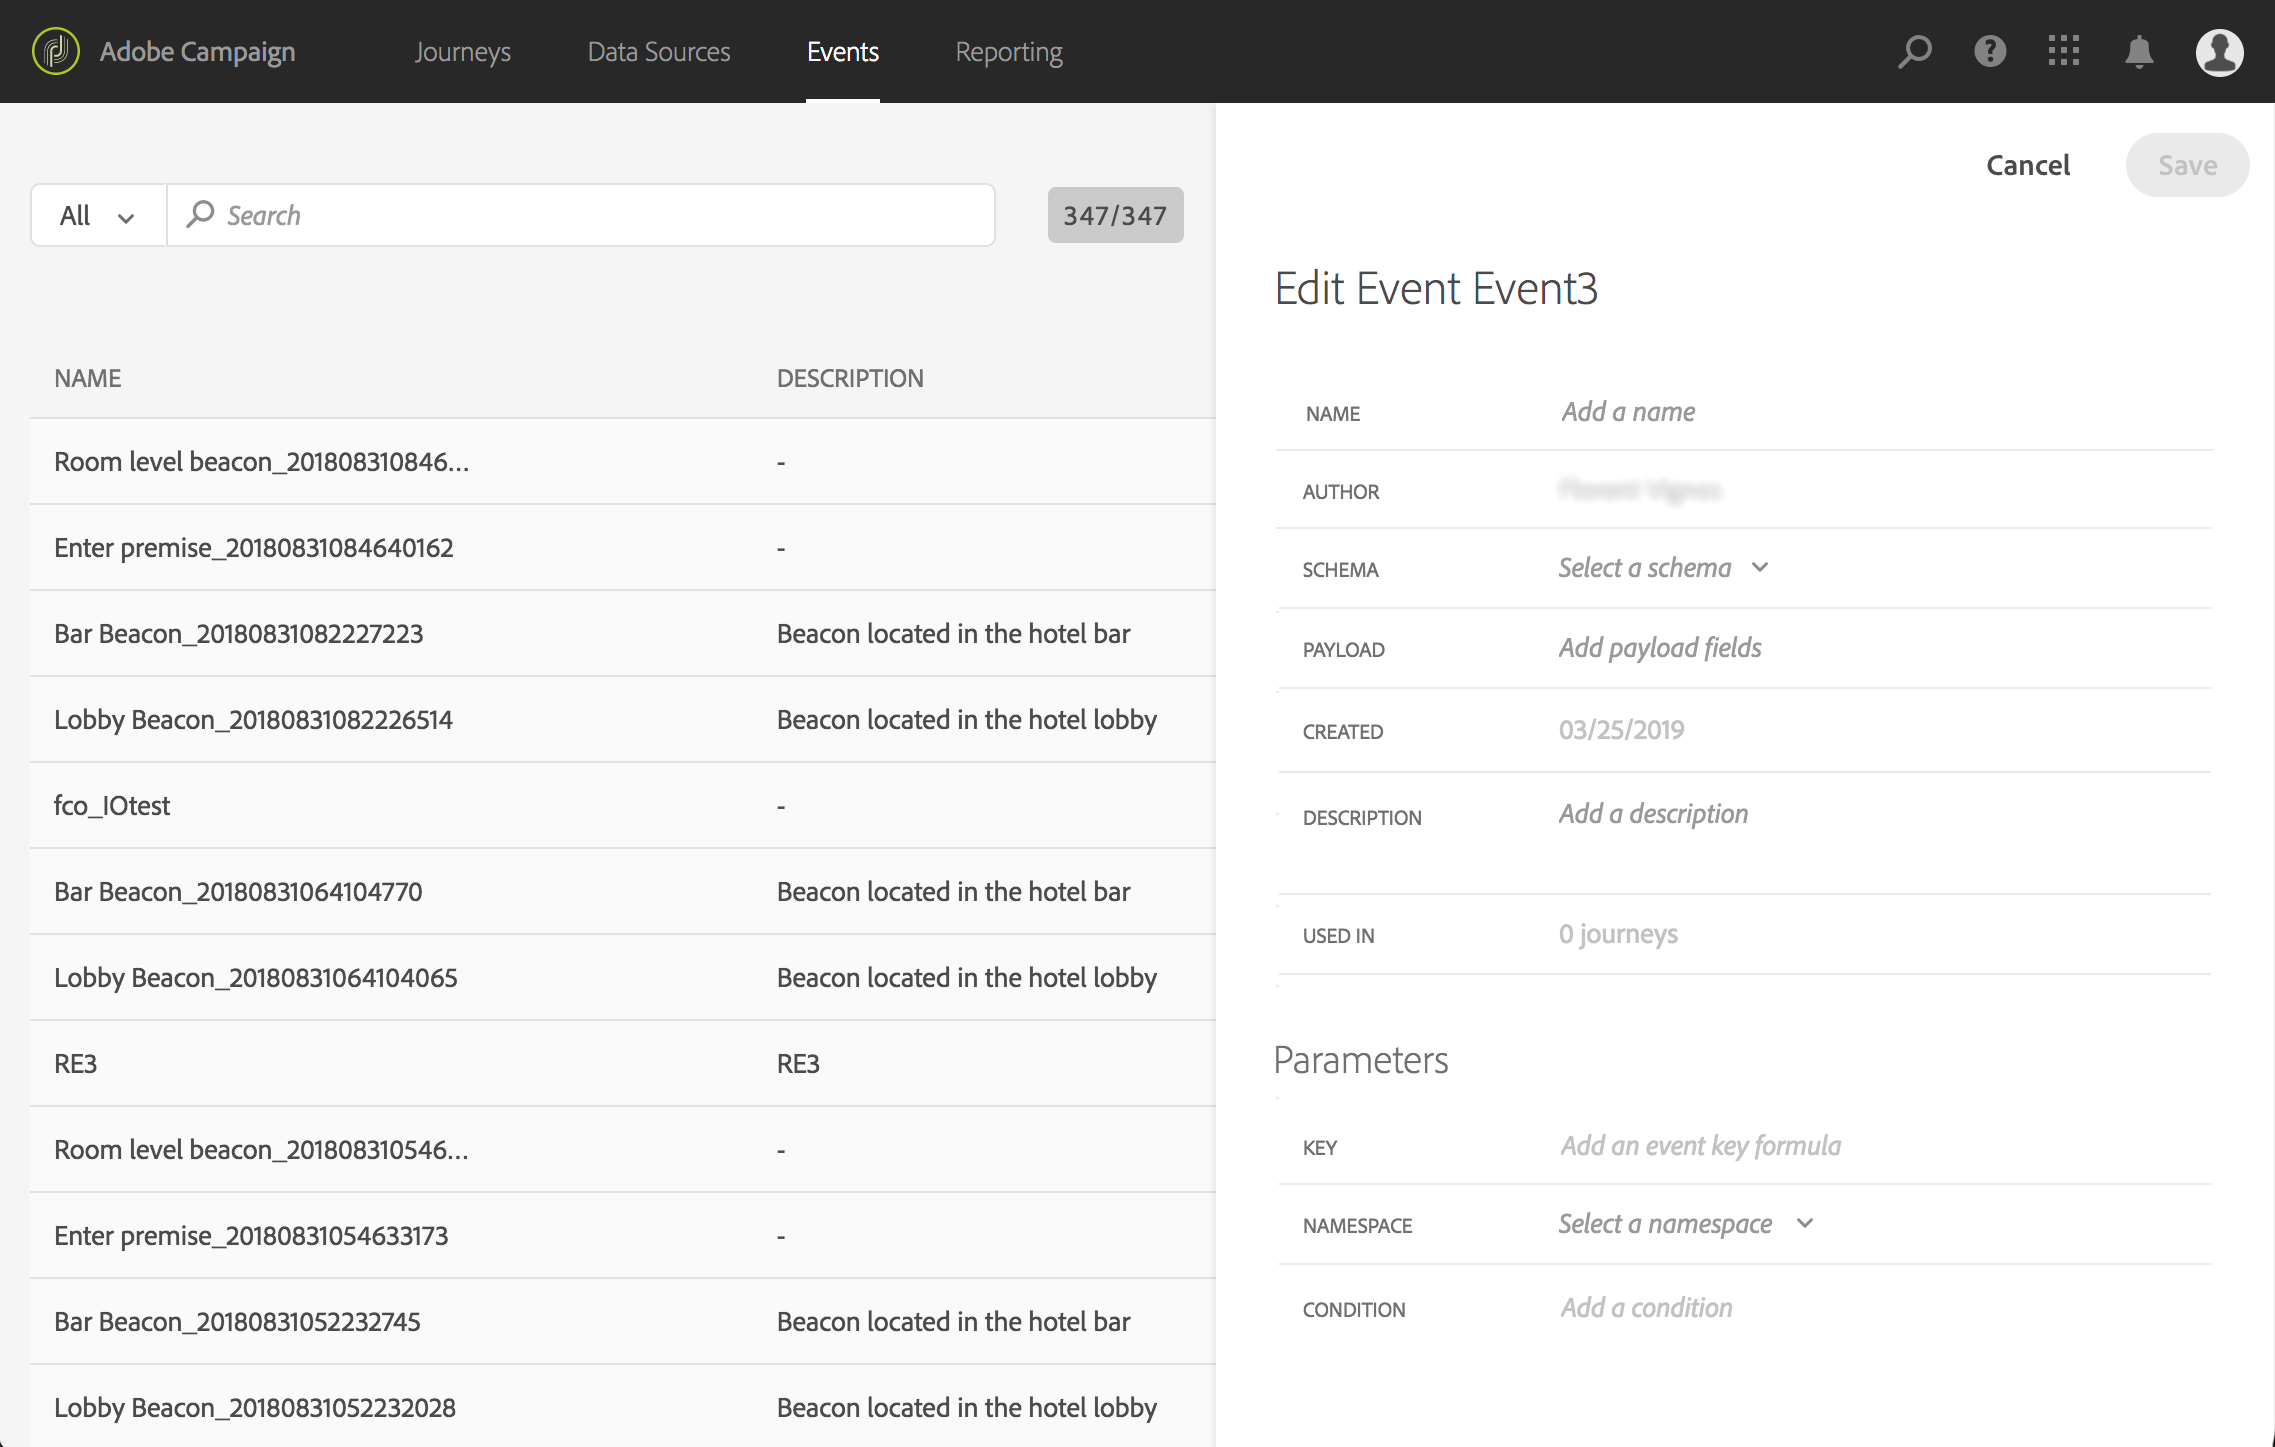 Adobe Campaign Journeys Data Sources Events Reporting
Cancel Save
All Search 347/347
Edit Event Event3
NAME DESCRIPTION
Room level beacon_201808310846... -
Enter premise_20180831084640162 -
Bar Beacon_20180831082227223 Beacon located in the hotel bar
Lobby Beacon_20180831082226514 Beacon located in the hotel lobby
fco_IOtest -
Bar Beacon_20180831064104770 Beacon located in the hotel bar
Lobby Beacon_20180831064104065 Beacon located in the hotel lobby
RE3 RE3
Room level beacon_201808310546... -
Enter premise_20180831054633173 -
Bar Beacon_20180831052232745 Beacon located in the hotel bar
Lobby Beacon_20180831052232028 Beacon located in the hotel lobby
NAME Add a name
AUTHOR
SCHEMA Select a schema
PAYLOAD Add payload fields
CREATED 03/25/2019
DESCRIPTION Add a description
USED IN 0 journeys
Parameters
KEY Add an event key formula
NAMESPACE Select a namespace
CONDITION Add a condition